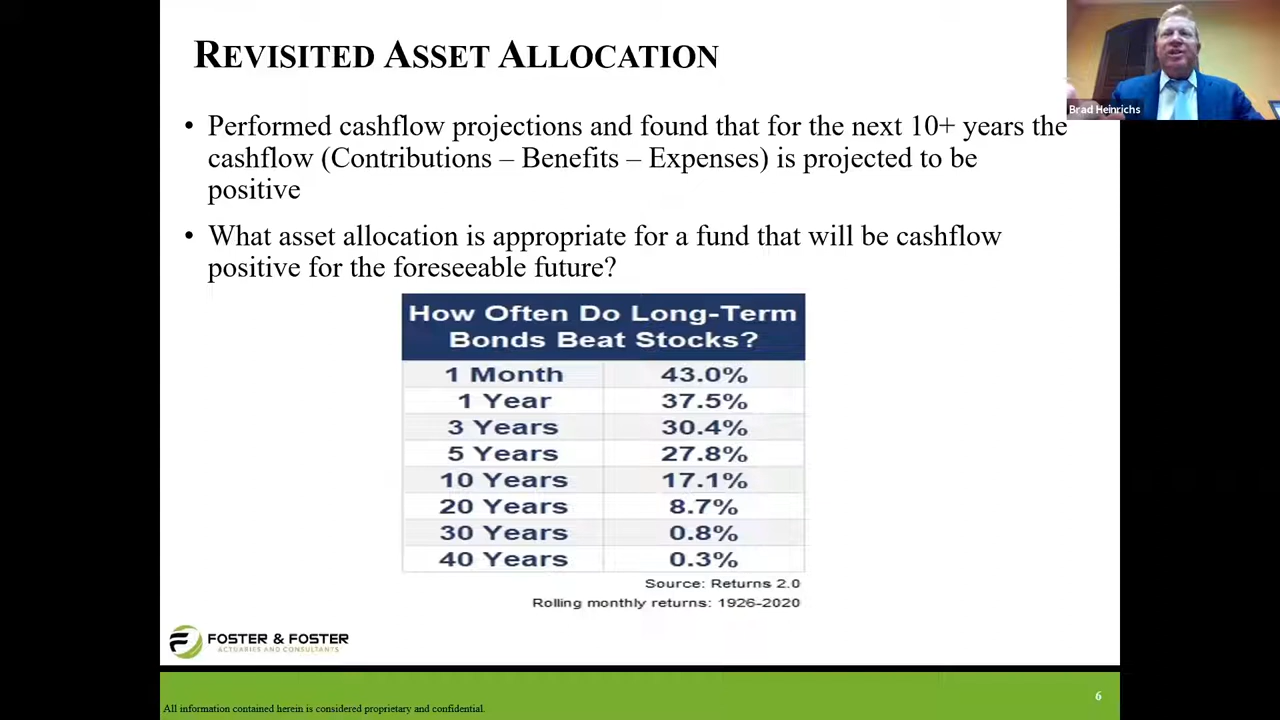 REVISITED ASSET ALLOCATION
Brad Heinrichs
• Performed cashflow projections and found that for the next 10+ years the
cashflow (Contributions – Benefits – Expenses) is projected to be
positive
• What asset allocation is appropriate for a fund that will be cashflow
positive for the foreseeable future?
How Often Do Long-Term
Bonds Beat Stocks?
1 Month 43.0%
1 Year 37.5%
3 Years 30.4%
5 Years 27.8%
10 Years 17.1%
20 Years 8.7%
30 Years 0.8%
40 Years 0.3%
Source: Returns 2.0
Rolling monthly returns: 1926-2020
FOSTER & FOSTER
ACTUARIES AND CONSULTANTS
6
All information contained herein is considered proprietary and confidential.